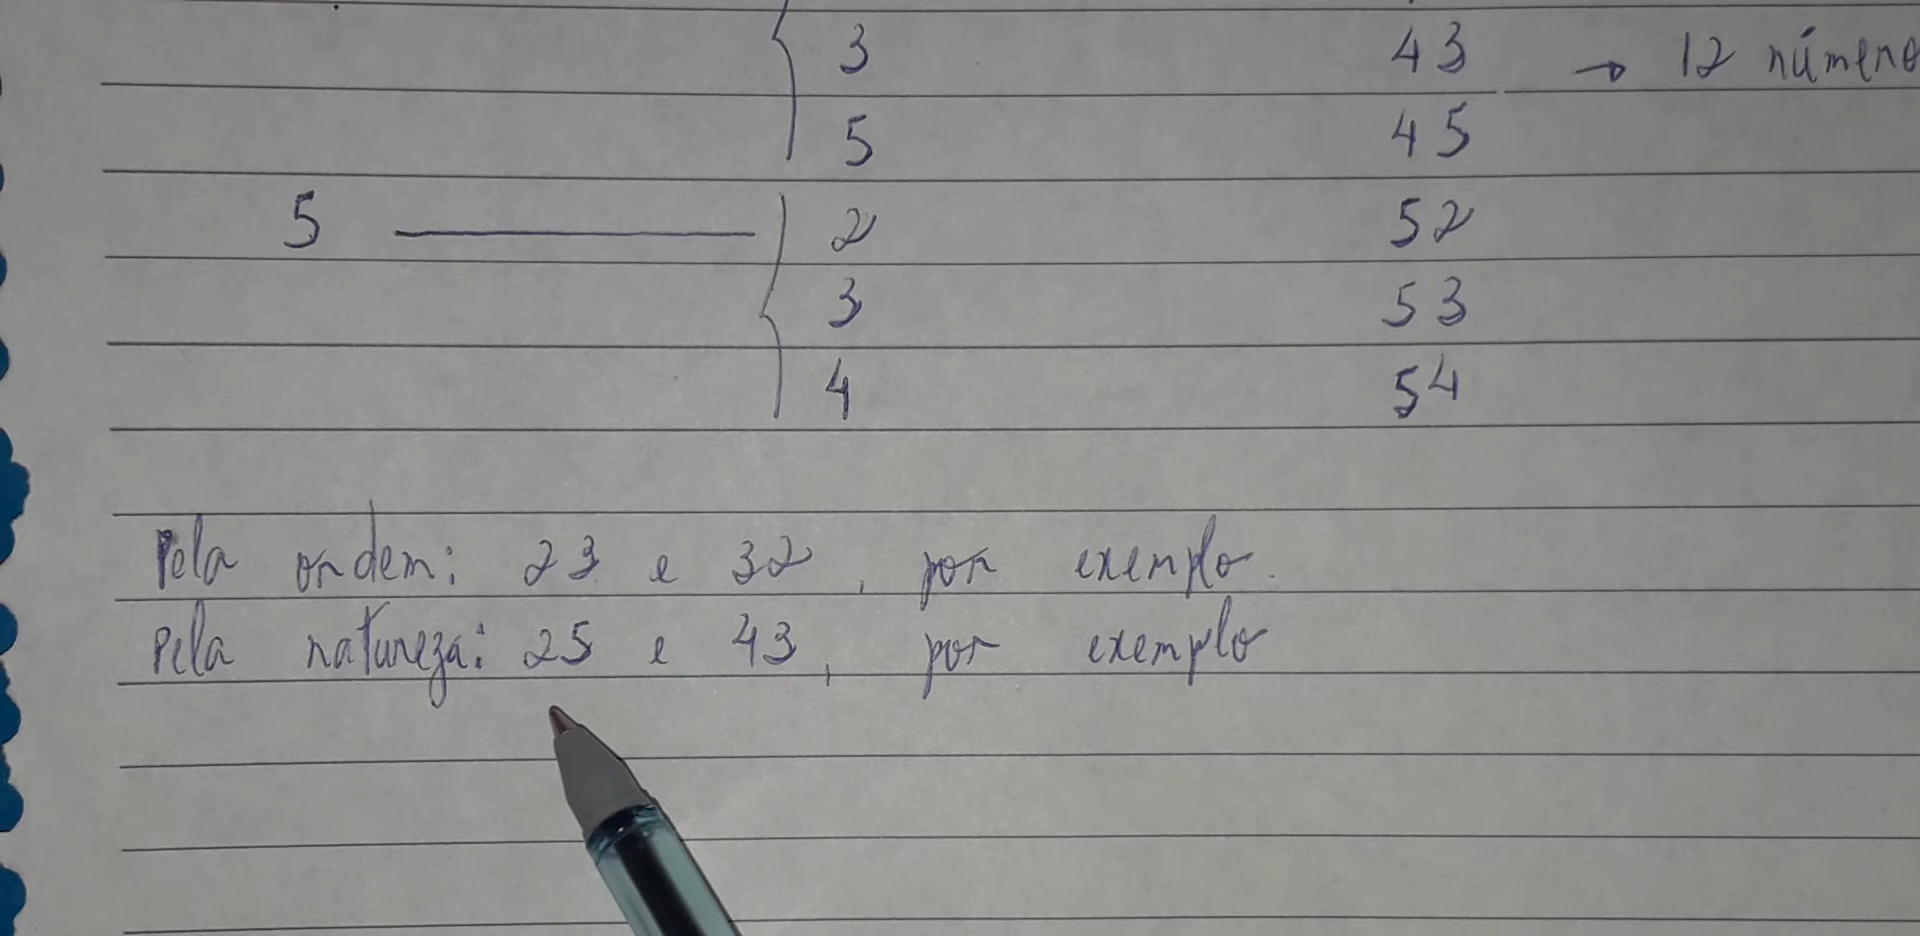 3 43 → 12 número
5 45
5 2 52
3 53
4 54
Pela ordem: 23 e 32, por exemplo.
Pela natureza: 25 e 43, por exemplo